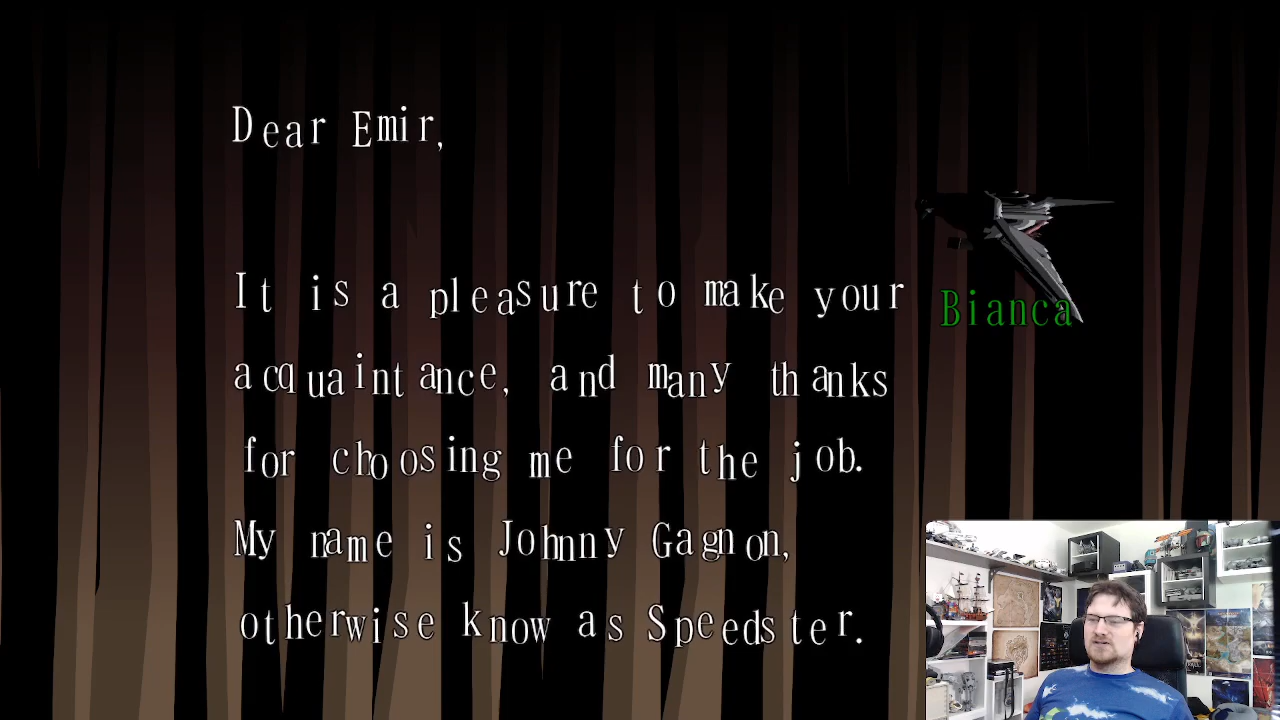 Dear Emir,
It is a pleasure to make your
Bianca
acquaintance, and many thanks
for choosing me for the job.
My name is Johnny Gagnon,
otherwise know as Speedster.